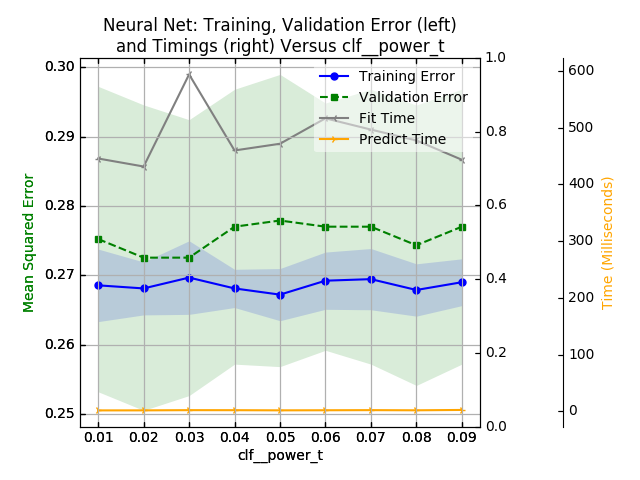 Neural Net: Training, Validation Error (left)
and Timings (right) Versus clf__power_t
Mean Squared Error
0.30
0.29
0.28
0.27
0.26
0.25
Training Error
Validation Error
Fit Time
Predict Time
1.0
0.8
0.6
0.4
0.2
0.0
600
500
400
300
200
100
0
Time (Milliseconds)
0.01 0.02 0.03 0.04 0.05 0.06 0.07 0.08 0.09
clf__power_t